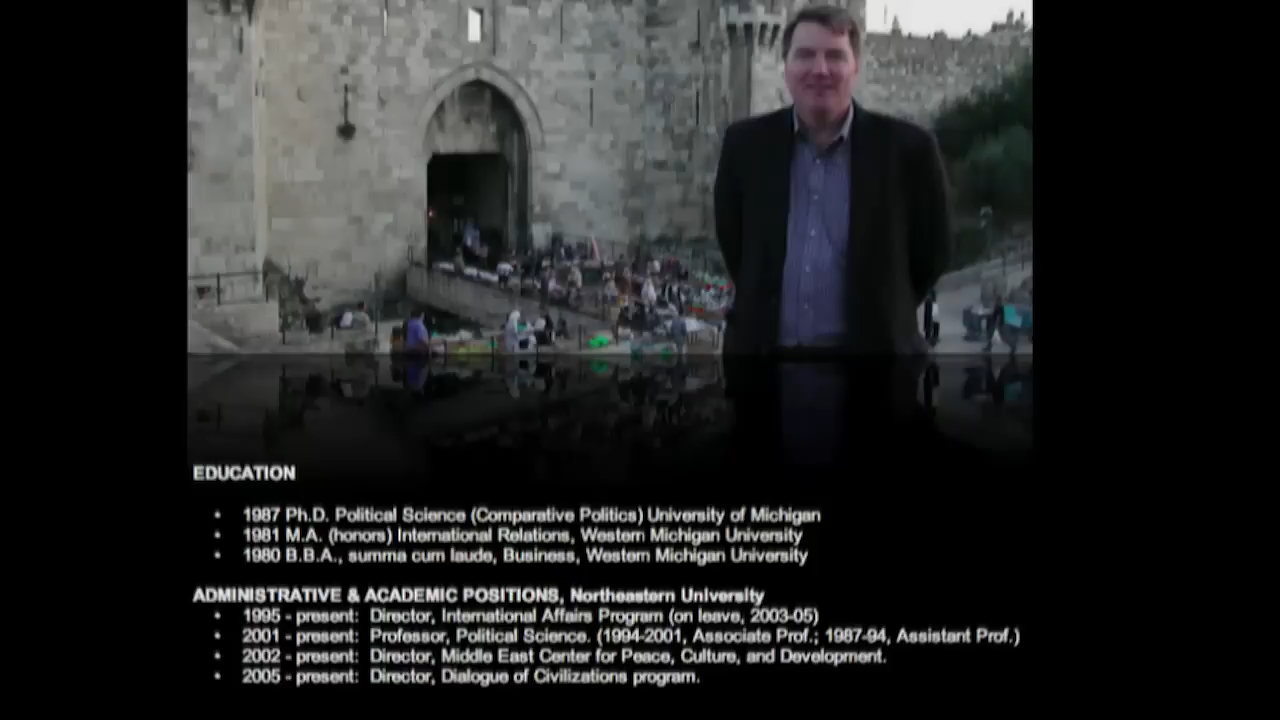 EDUCATION
• 1987 Ph.D. Political Science (Comparative Politics) University of Michigan
• 1981 M.A. (honors) International Relations, Western Michigan University
• 1980 B.B.A., summa cum laude, Business, Western Michigan University
ADMINISTRATIVE & ACADEMIC POSITIONS, Northeastern University
• 1995 - present: Director, International Affairs Program (on leave, 2003-05)
• 2001 - present: Professor, Political Science. (1994-2001, Associate Prof.; 1987-94, Assistant Prof.)
• 2002 - present: Director, Middle East Center for Peace, Culture, and Development.
• 2005 - present: Director, Dialogue of Civilizations program.